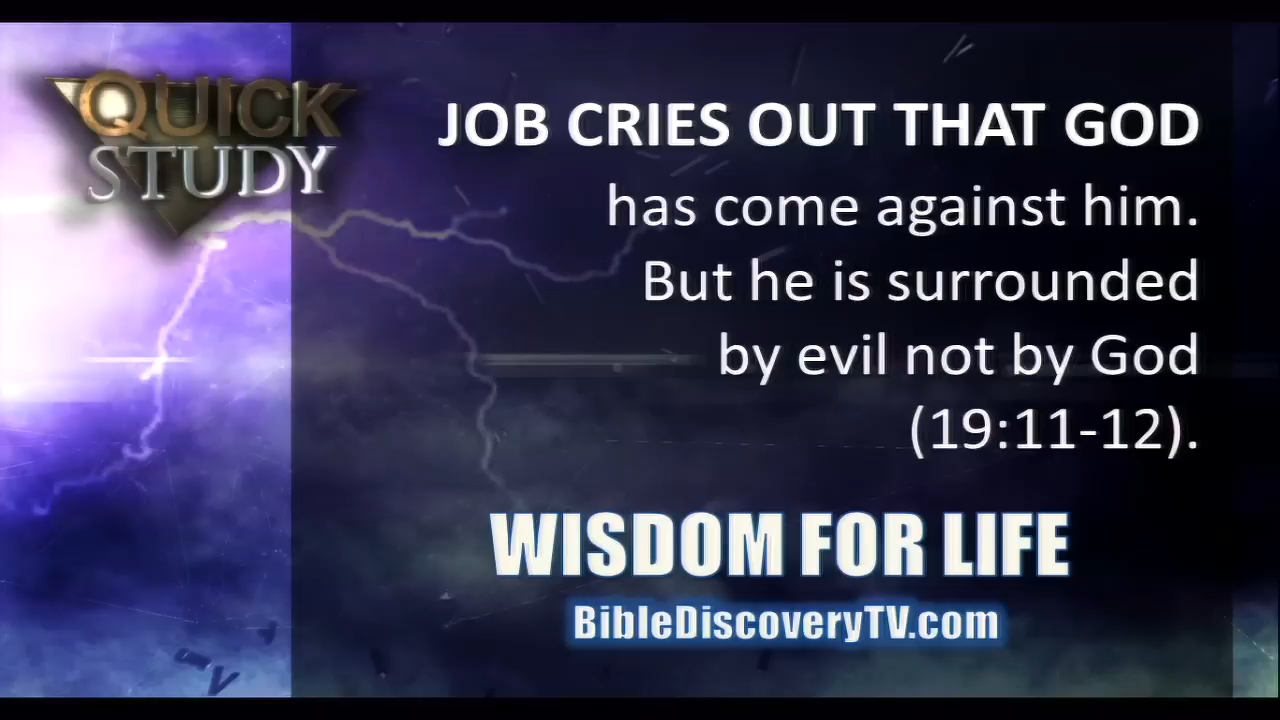 QUICK
STUDY
JOB CRIES OUT THAT GOD
has come against him.
But he is surrounded
by evil not by God
(19:11-12).
WISDOM FOR LIFE
BibleDiscoveryTV.com